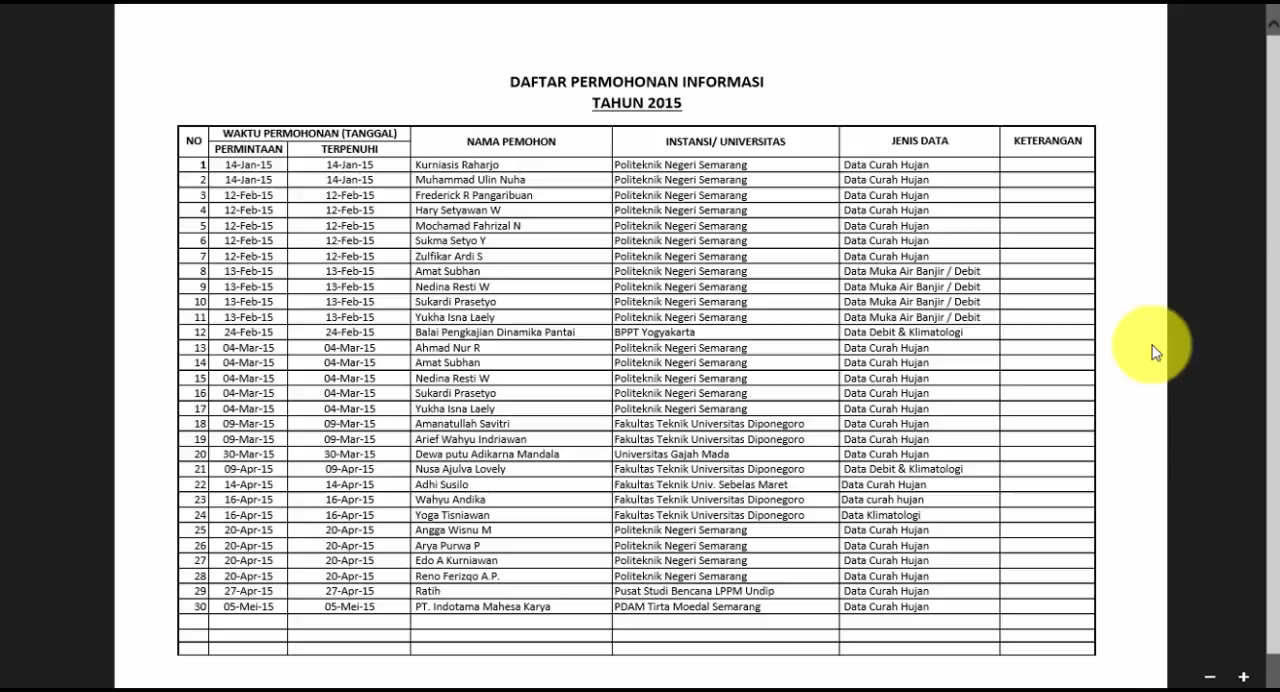 DAFTAR PERMOHONAN INFORMASI
TAHUN 2015
NO WAKTU PERMOHONAN (TANGGAL) NAMA PEMOHON INSTANSI/ UNIVERSITAS JENIS DATA KETERANGAN
PERMINTAAN TERPENUHI
1 14-Jan-15 14-Jan-15 Kurniasis Raharjo Politeknik Negeri Semarang Data Curah Hujan
2 14-Jan-15 14-Jan-15 Muhammad Ulin Nuha Politeknik Negeri Semarang Data Curah Hujan
3 12-Feb-15 12-Feb-15 Frederick R Pangaribuan Politeknik Negeri Semarang Data Curah Hujan
4 12-Feb-15 12-Feb-15 Hary Setyawan W Politeknik Negeri Semarang Data Curah Hujan
5 12-Feb-15 12-Feb-15 Mochamad Fahrizal N Politeknik Negeri Semarang Data Curah Hujan
6 12-Feb-15 12-Feb-15 Sukma Setyo Y Politeknik Negeri Semarang Data Curah Hujan
7 12-Feb-15 12-Feb-15 Zulfikar Ardi S Politeknik Negeri Semarang Data Curah Hujan
8 13-Feb-15 13-Feb-15 Amat Subhan Politeknik Negeri Semarang Data Muka Air Banjir / Debit
9 13-Feb-15 13-Feb-15 Nedina Resti W Politeknik Negeri Semarang Data Muka Air Banjir / Debit
10 13-Feb-15 13-Feb-15 Sukardi Prasetyo Politeknik Negeri Semarang Data Muka Air Banjir / Debit
11 13-Feb-15 13-Feb-15 Yukha Isna Laely Politeknik Negeri Semarang Data Muka Air Banjir / Debit
12 24-Feb-15 24-Feb-15 Balai Pengkajian Dinamika Pantai BPPT Yogyakarta Data Debit & Klimatologi
13 04-Mar-15 04-Mar-15 Ahmad Nur R Politeknik Negeri Semarang Data Curah Hujan
14 04-Mar-15 04-Mar-15 Amat Subhan Politeknik Negeri Semarang Data Curah Hujan
15 04-Mar-15 04-Mar-15 Nedina Resti W Politeknik Negeri Semarang Data Curah Hujan
16 04-Mar-15 04-Mar-15 Sukardi Prasetyo Politeknik Negeri Semarang Data Curah Hujan
17 04-Mar-15 04-Mar-15 Yukha Isna Laely Politeknik Negeri Semarang Data Curah Hujan
18 09-Mar-15 09-Mar-15 Amanatullah Savitri Fakultas Teknik Universitas Diponegoro Data Curah Hujan
19 09-Mar-15 09-Mar-15 Arief Wahyu Indriawan Fakultas Teknik Universitas Diponegoro Data Curah Hujan
20 30-Mar-15 30-Mar-15 Dewa putu Adikarna Mandala Universitas Gajah Mada Data Curah Hujan
21 09-Apr-15 09-Apr-15 Nusa Ajulva Lovely Fakultas Teknik Universitas Diponegoro Data Debit & Klimatologi
22 14-Apr-15 14-Apr-15 Adhi Susilo Fakultas Teknik Univ. Sebelas Maret Data Curah Hujan
23 16-Apr-15 16-Apr-15 Wahyu Andika Fakultas Teknik Universitas Diponegoro Data curah hujan
24 16-Apr-15 16-Apr-15 Yoga Tisniawan Fakultas Teknik Universitas Diponegoro Data Klimatologi
25 20-Apr-15 20-Apr-15 Angga Wisnu M Politeknik Negeri Semarang Data Curah Hujan
26 20-Apr-15 20-Apr-15 Arya Purwa P Politeknik Negeri Semarang Data Curah Hujan
27 20-Apr-15 20-Apr-15 Edo A Kurniawan Politeknik Negeri Semarang Data Curah Hujan
28 20-Apr-15 20-Apr-15 Reno Ferizqo A.P. Politeknik Negeri Semarang Data Curah Hujan
29 27-Apr-15 27-Apr-15 Ratih Pusat Studi Bencana LPPM Undip Data Curah Hujan
30 05-Mei-15 05-Mei-15 PT. Indotama Mahesa Karya PDAM Tirta Moedal Semarang Data Curah Hujan